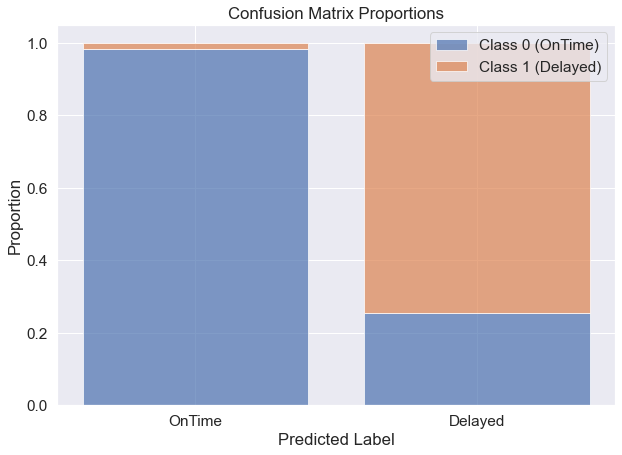 Confusion Matrix Proportions
Class 0 (OnTime)
Class 1 (Delayed)
Proportion
1.0
0.8
0.6
0.4
0.2
0.0
OnTime
Delayed
Predicted Label